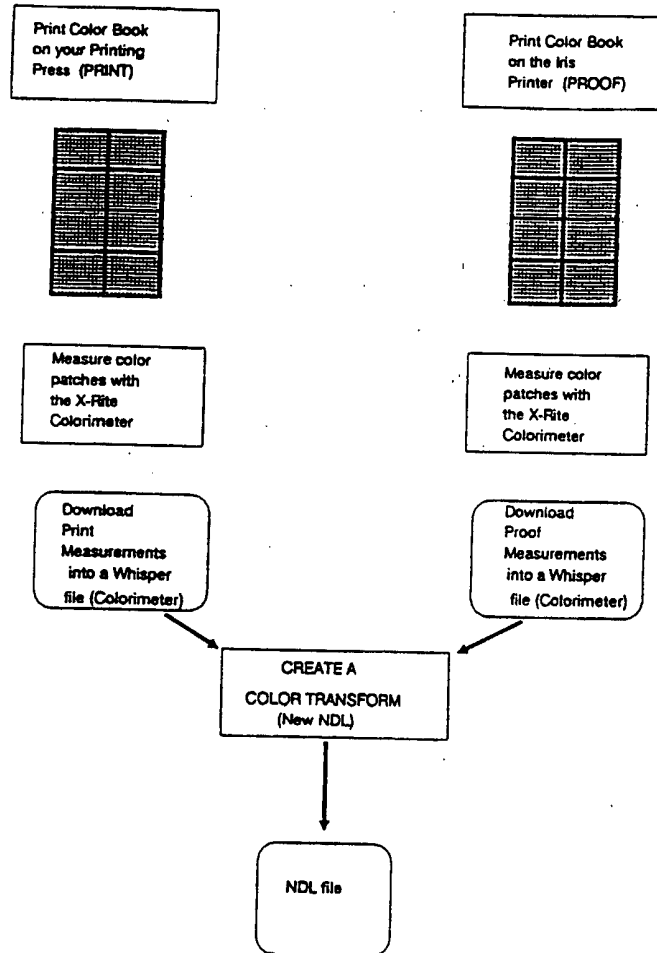 Print Color Book
on your Printing
Press (PRINT)
Print Color Book
on the Iris
Printer (PROOF)
Measure color
patches with
the X-Rite
Colorimeter
Measure color
patches with
the X-Rite
Colorimeter
Download
Print
Measurements
into a Whisper
file (Colorimeter)
Download
Proof
Measurements
into a Whisper
file (Colorimeter)
CREATE A
COLOR TRANSFORM
(New NDL)
NDL file